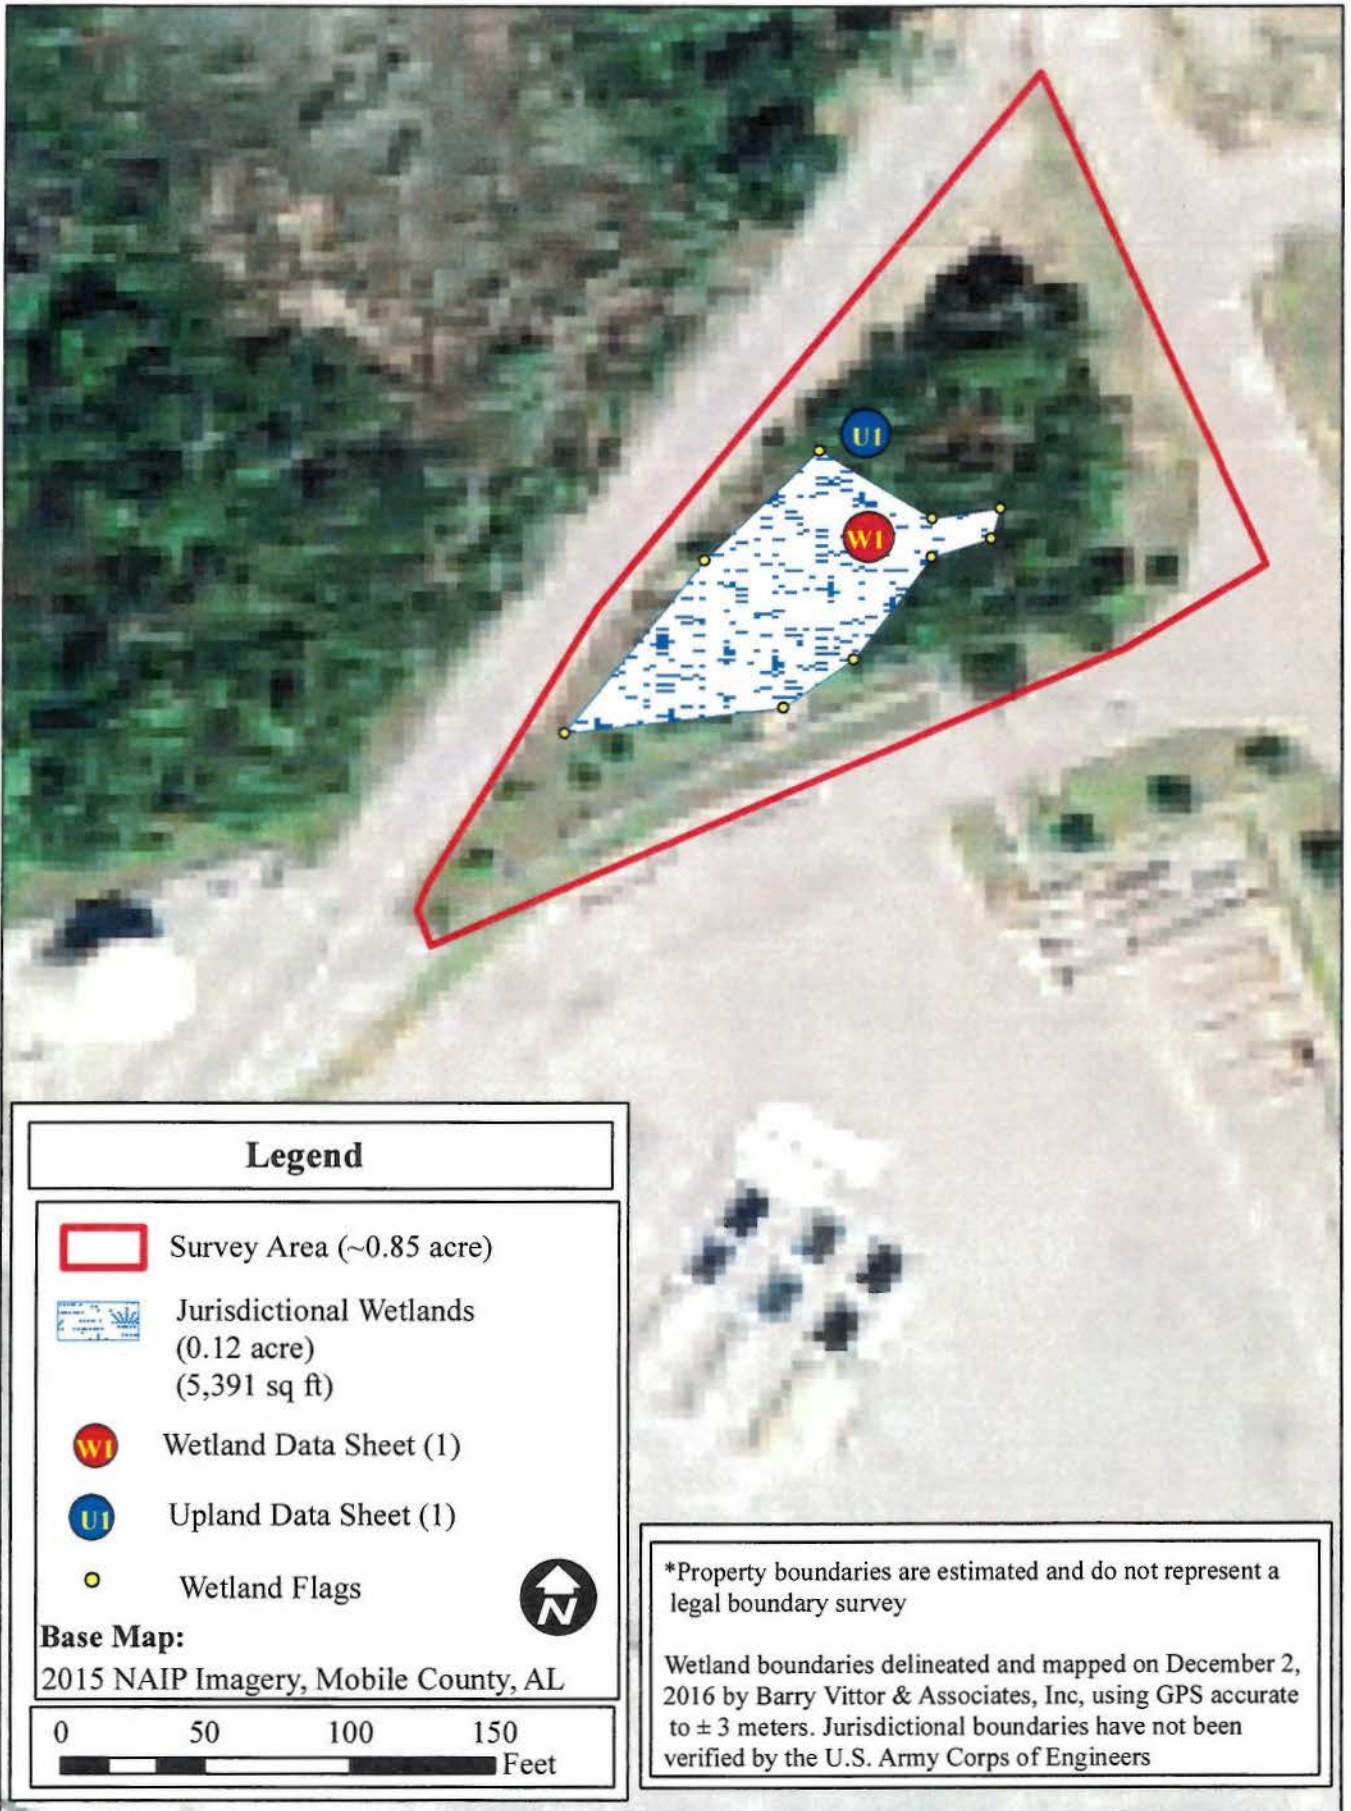 U1
W1
Legend
Survey Area (~0.85 acre)
Jurisdictional Wetlands
(0.12 acre)
(5,391 sq ft)
W1
Wetland Data Sheet (1)
U1
Upland Data Sheet (1)
Wetland Flags
N
Base Map:
2015 NAIP Imagery, Mobile County, AL
0 50 100 150
Feet
*Property boundaries are estimated and do not represent a
legal boundary survey
Wetland boundaries delineated and mapped on December 2,
2016 by Barry Vittor & Associates, Inc, using GPS accurate
to ± 3 meters. Jurisdictional boundaries have not been
verified by the U.S. Army Corps of Engineers